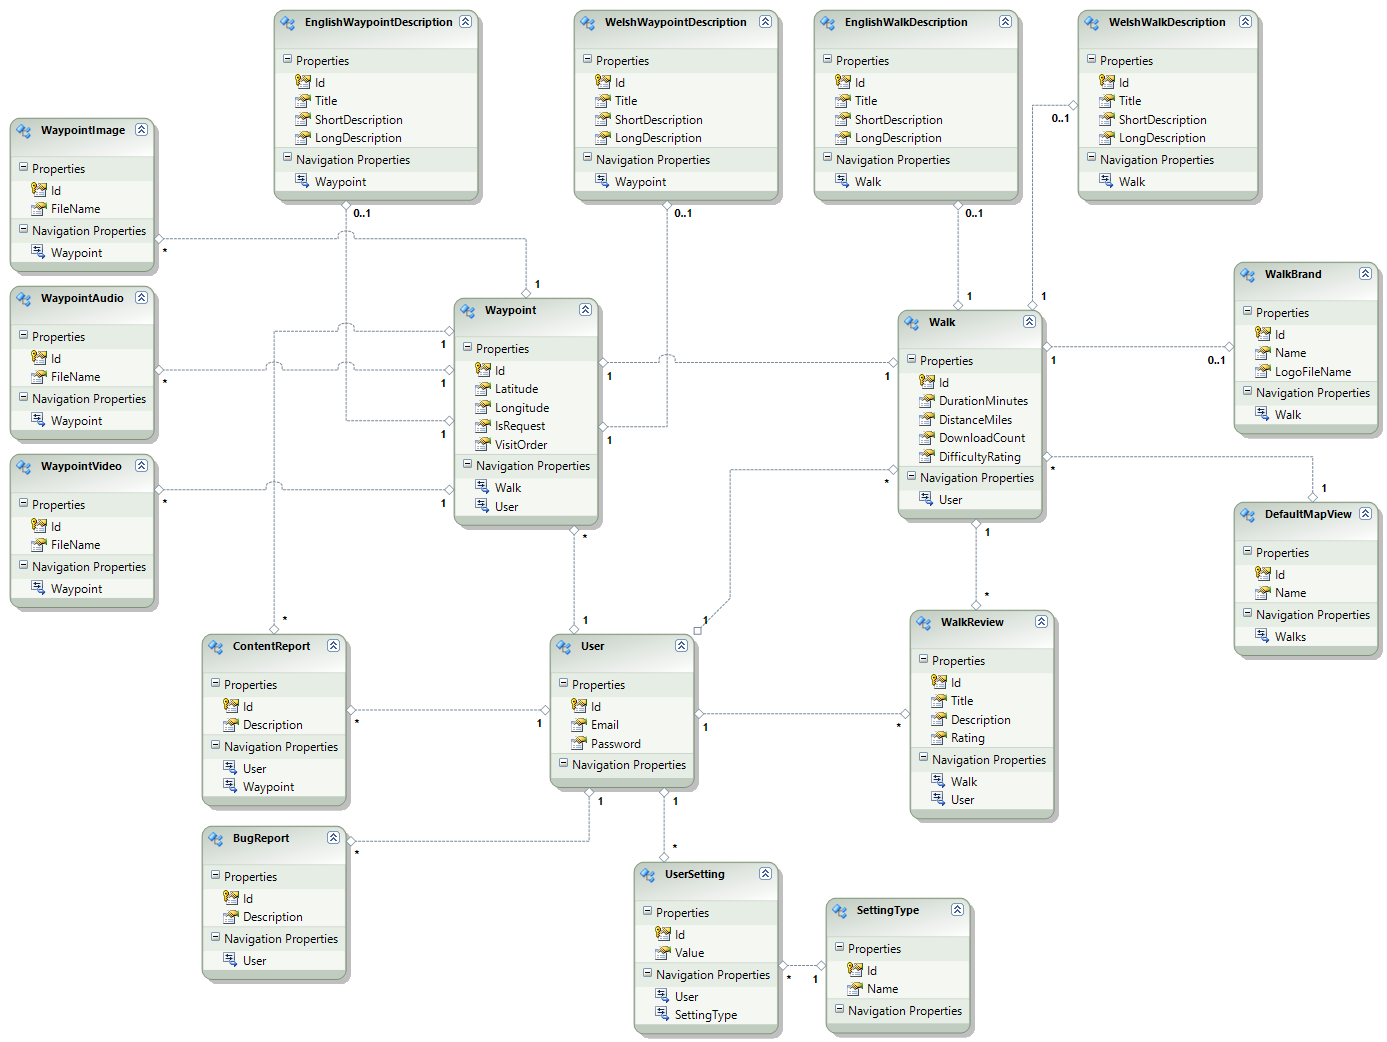 EnglishWaypointDescription
Properties
Id
Title
ShortDescription
LongDescription
Navigation Properties
Waypoint
0..1
WelshWaypointDescription
Properties
Id
Title
ShortDescription
LongDescription
Navigation Properties
Waypoint
0..1
EnglishWalkDescription
Properties
Id
Title
ShortDescription
LongDescription
Navigation Properties
Walk
0..1
WelshWalkDescription
Properties
Id
Title
ShortDescription
LongDescription
Navigation Properties
Walk
0..1
WaypointImage
Properties
Id
FileName
Navigation Properties
Waypoint
*
WaypointAudio
Properties
Id
FileName
Navigation Properties
Waypoint
*
WaypointVideo
Properties
Id
FileName
Navigation Properties
Waypoint
*
1
Waypoint
Properties
Id
Latitude
Longitude
IsRequest
VisitOrder
Navigation Properties
Walk
User
1
1
1
1
1
1
*
1
1
Walk
Properties
Id
DurationMinutes
DistanceMiles
DownloadCount
DifficultyRating
Navigation Properties
User
1
1
*
*
1
WalkBrand
Properties
Id
Name
LogoFileName
Navigation Properties
Walk
0..1
1
DefaultMapView
Properties
Id
Name
Navigation Properties
Walks
*
ContentReport
Properties
Id
Description
Navigation Properties
User
Waypoint
*
1
1
User
Properties
Id
Email
Password
Navigation Properties
1
1
1
1
*
WalkReview
Properties
Id
Title
Description
Rating
Navigation Properties
Walk
User
*
BugReport
Properties
Id
Description
Navigation Properties
User
*
*
UserSetting
Properties
Id
Value
Navigation Properties
User
SettingType
*
1
SettingType
Properties
Id
Name
Navigation Properties